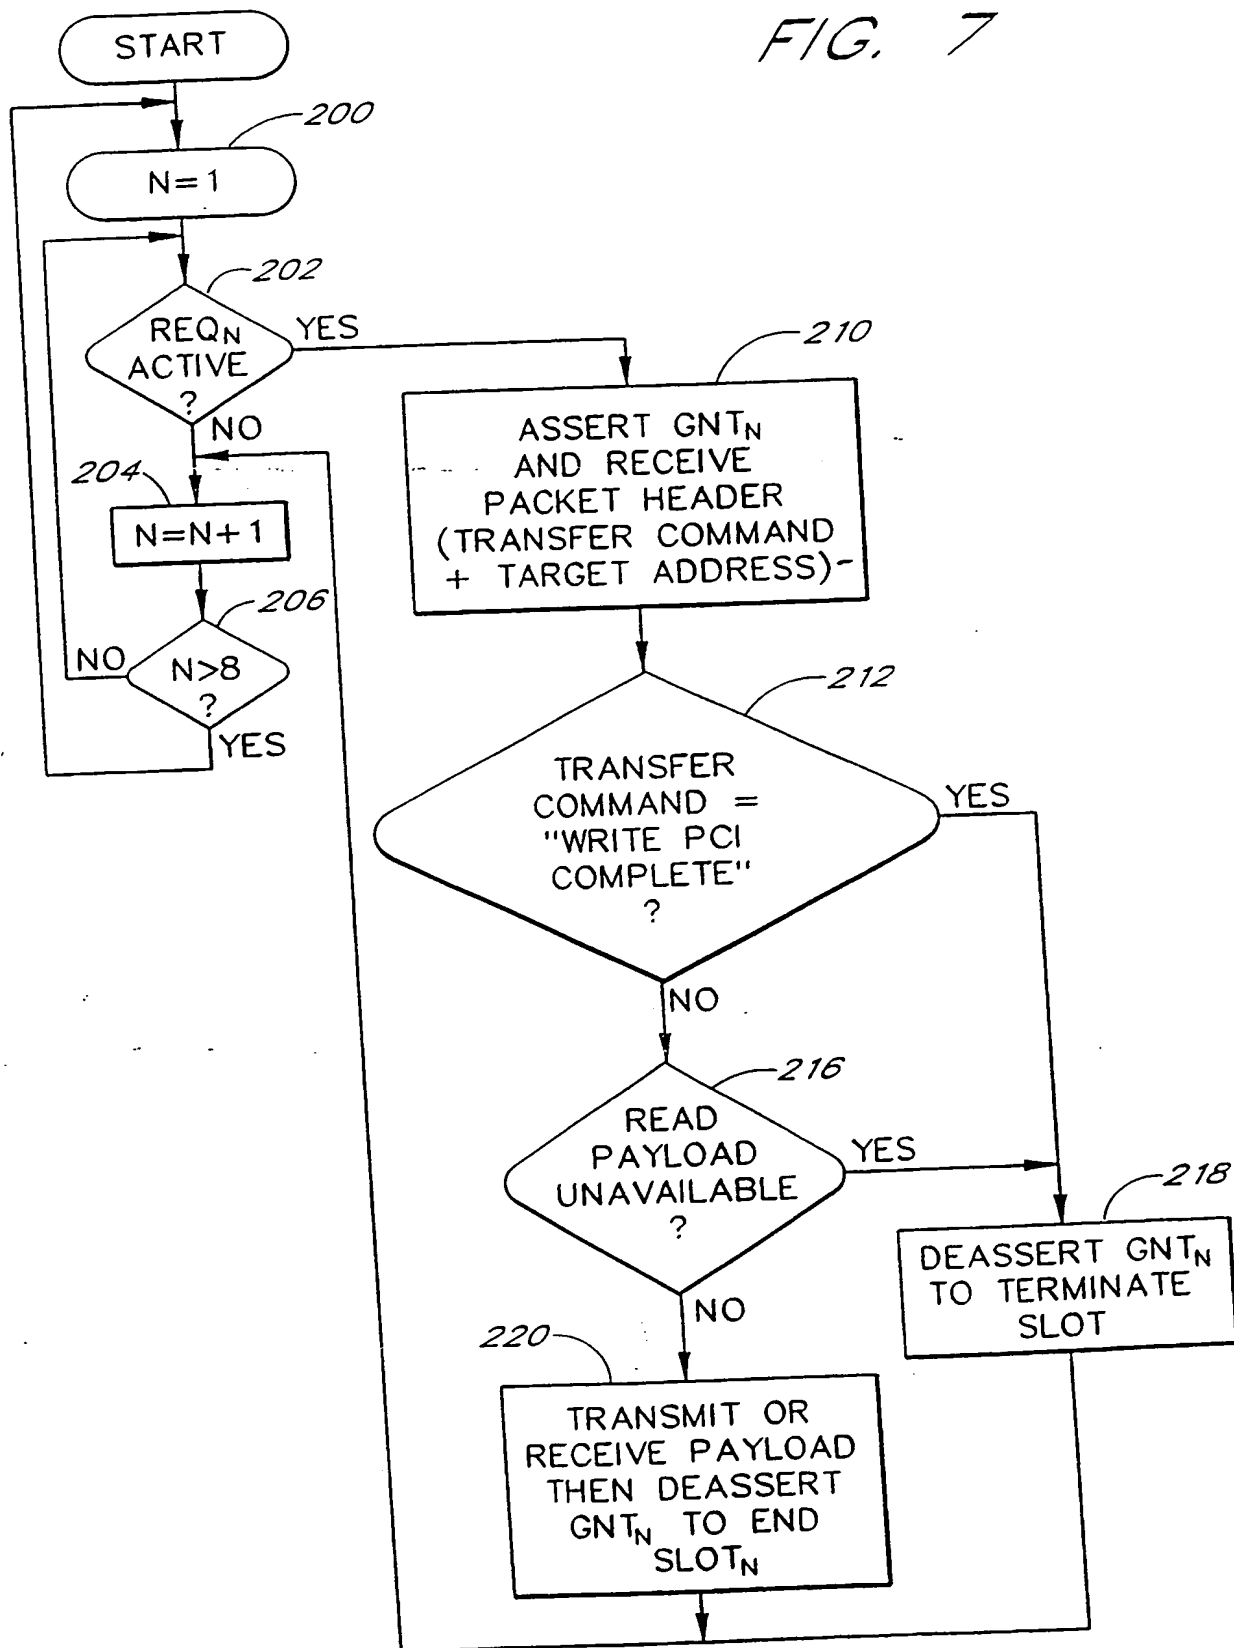 FIG. 7
START
200
N=1
202
REQN
ACTIVE
?
YES
NO
204
N=N+1
206
N>8
?
NO
YES
210
ASSERT GNTN
AND RECEIVE
PACKET HEADER
(TRANSFER COMMAND
+ TARGET ADDRESS)-
212
TRANSFER
COMMAND =
"WRITE PCI
COMPLETE"
?
YES
NO
216
READ
PAYLOAD
UNAVAILABLE
?
YES
NO
218
DEASSERT GNTN
TO TERMINATE
SLOT
220
TRANSMIT OR
RECEIVE PAYLOAD
THEN DEASSERT
GNTN TO END
SLOTN